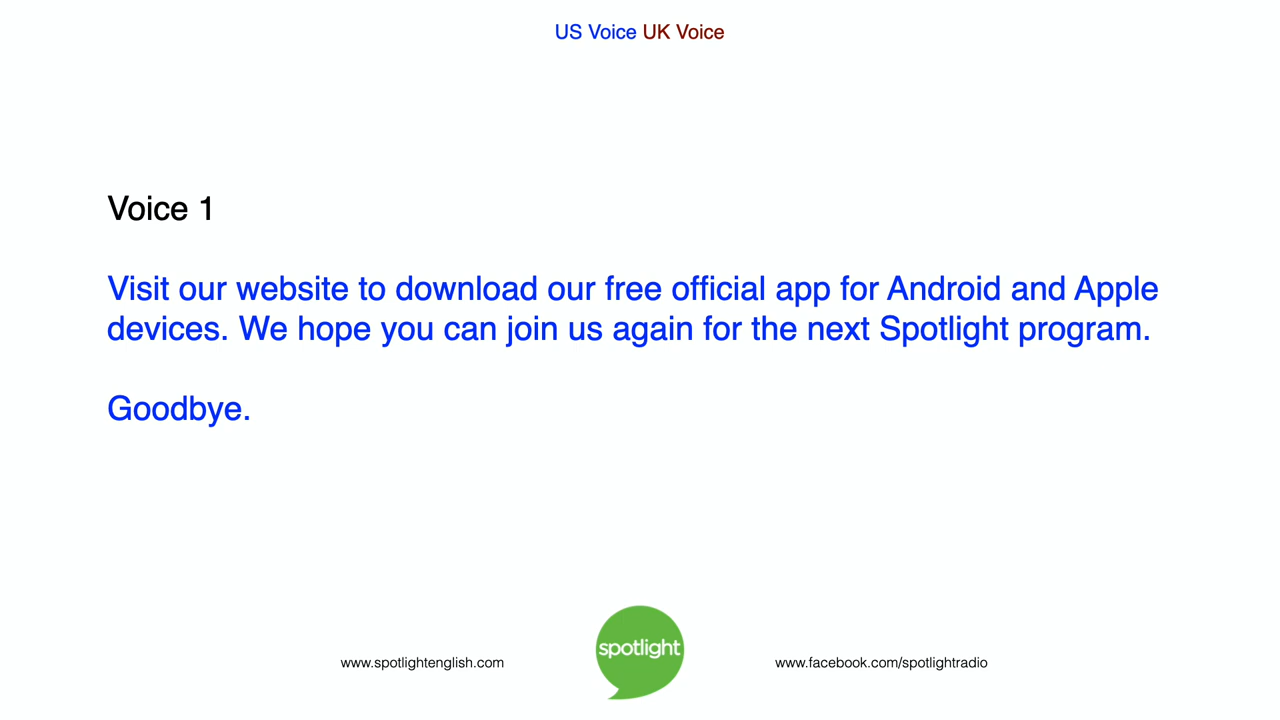 US Voice UK Voice
Voice 1
Visit our website to download our free official app for Android and Apple
devices. We hope you can join us again for the next Spotlight program.
Goodbye.
spotlight
www.spotlightenglish.com
www.facebook.com/spotlightradio